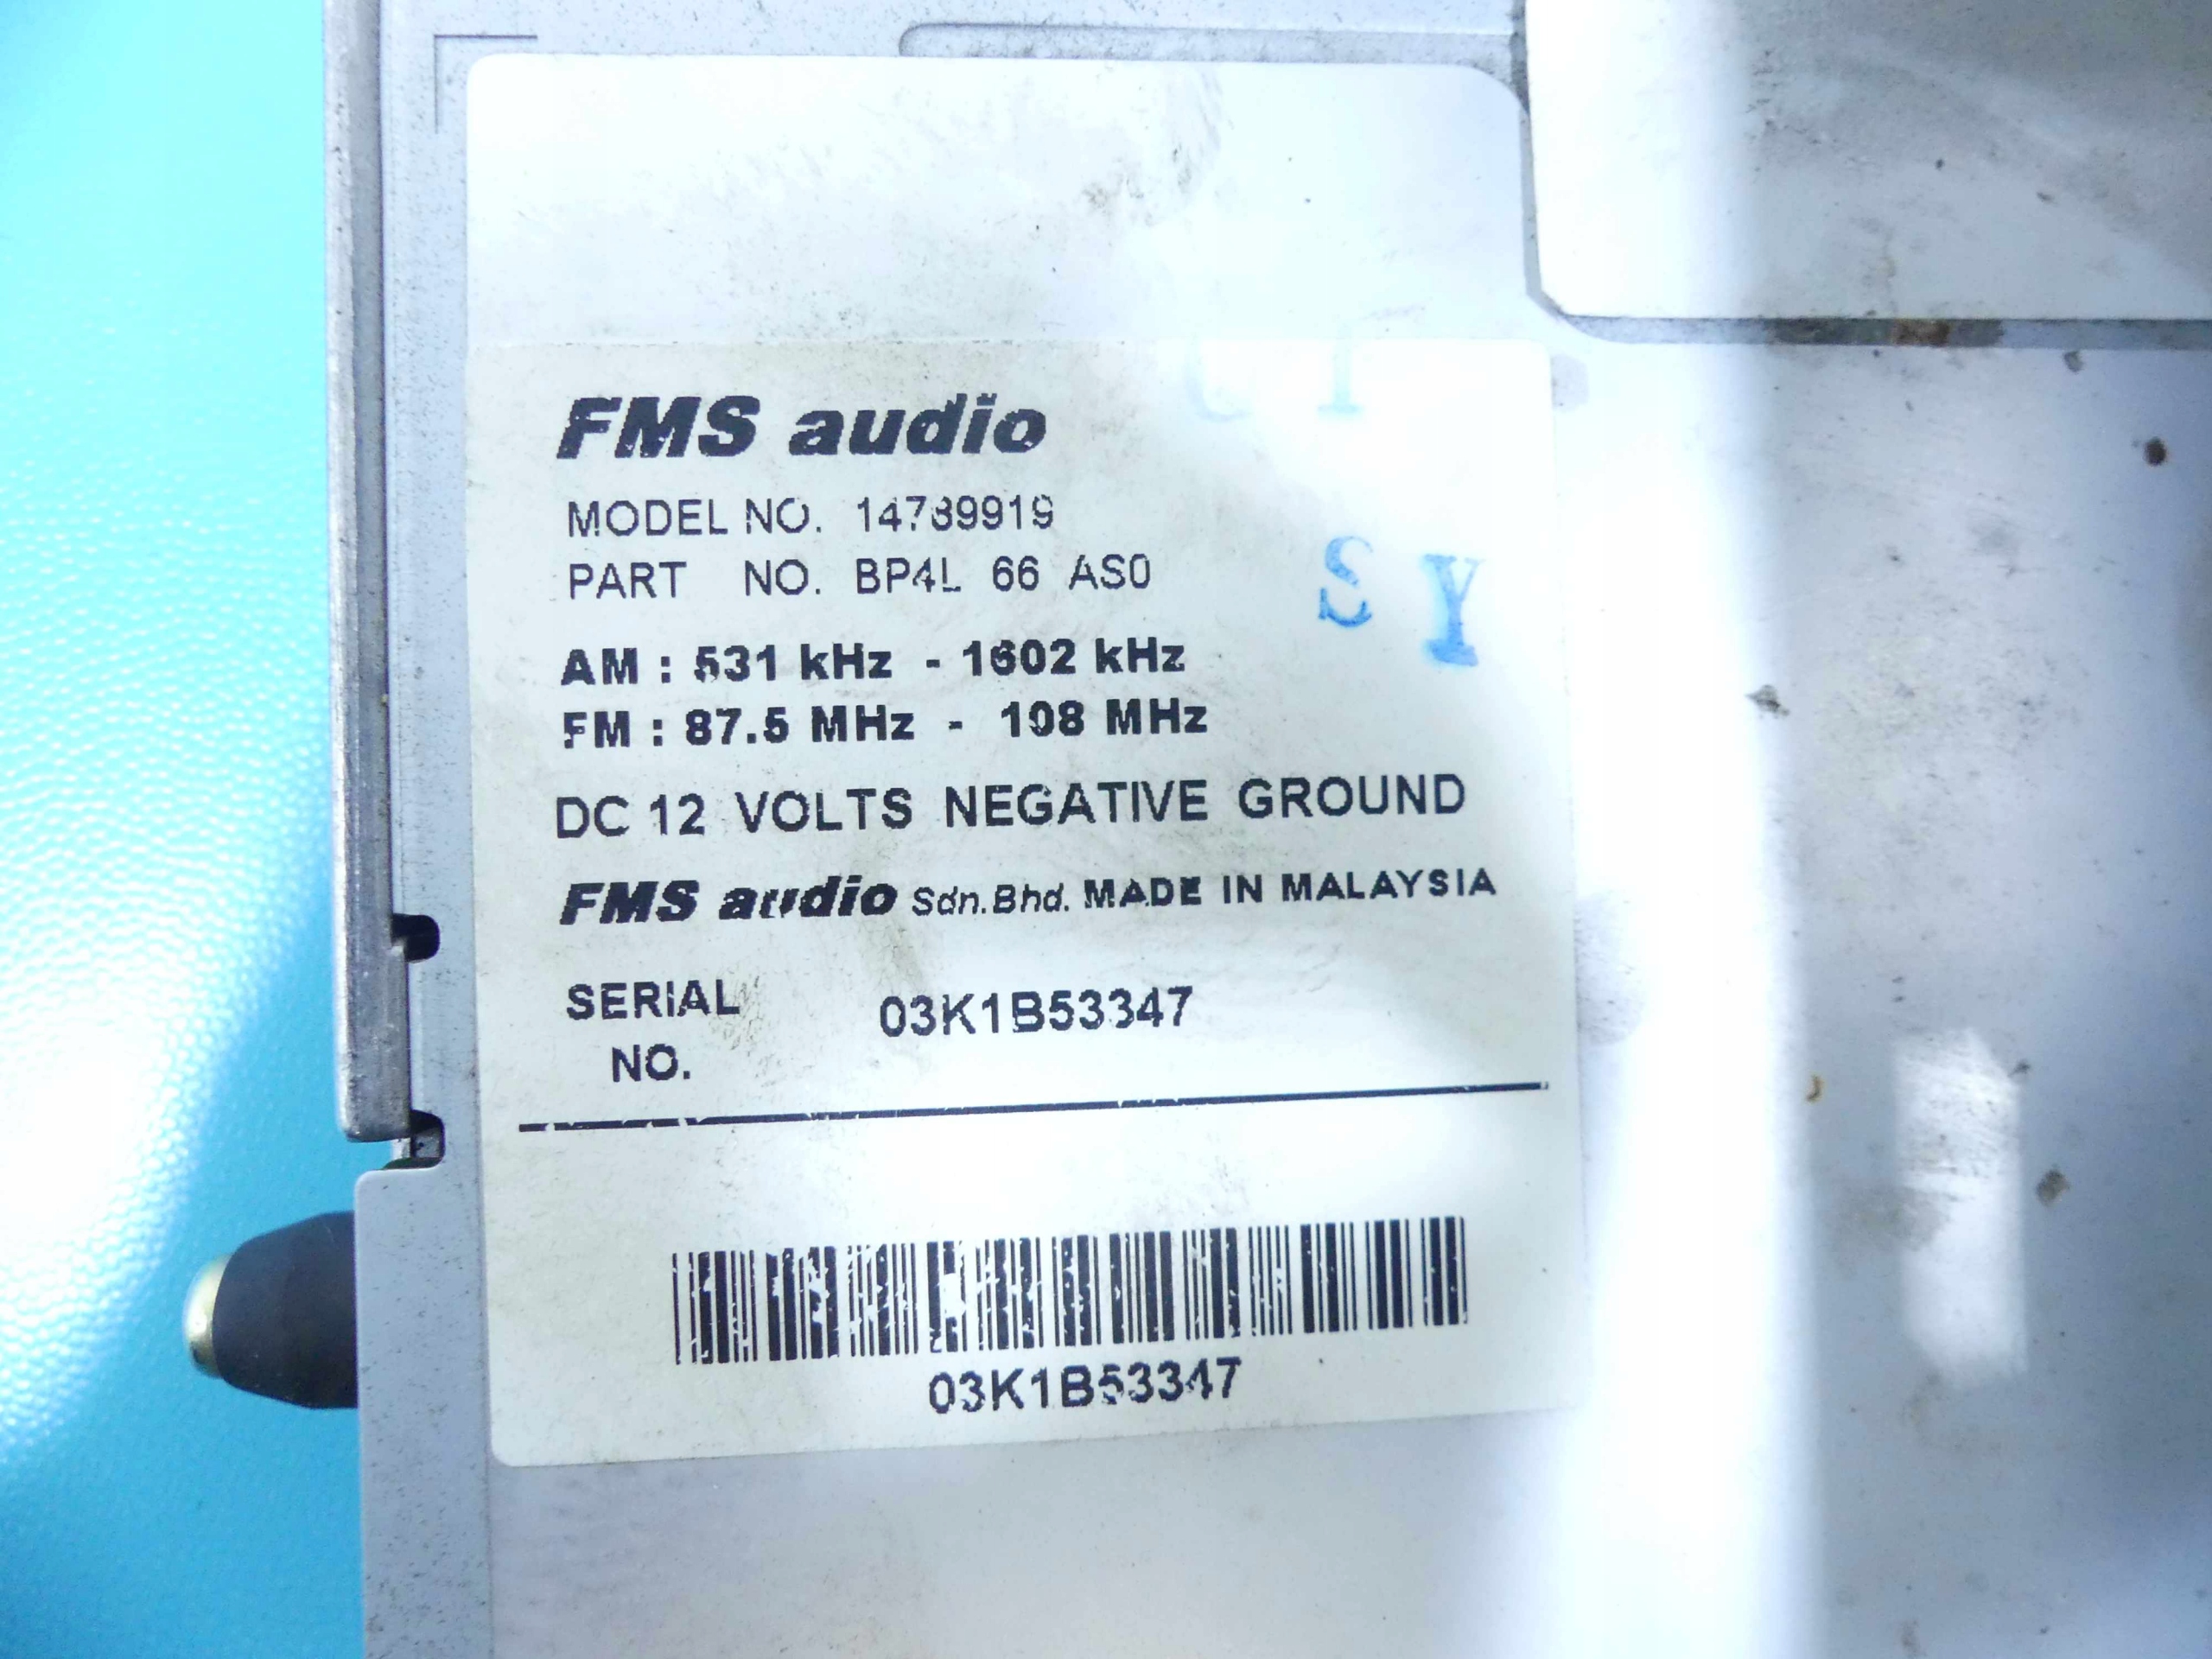 FMS audio
MODEL NO. 14789919
PART NO. BP4L 66 AS0
S Y
AM : 531 kHz - 1602 kHz
FM : 87.5 MHz - 108 MHz
DC 12 VOLTS NEGATIVE GROUND
FMS audio Sdn.Bhd. MADE IN MALAYSIA
SERIAL NO. 03K1B53347
03K1B53347